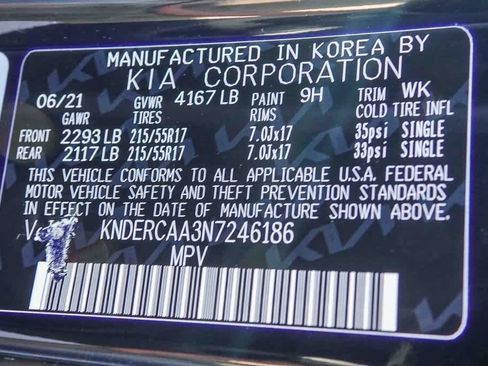 MANUFACTURED IN KOREA BY
KIA CORPORATION
06/21 GVWR 4167 LB PAINT 9H TRIM WK
GAWR TIRES RIMS COLD TIRE INFL
FRONT 2293 LB 215/55R17 7.0Jx17 35psi SINGLE
REAR 2117 LB 215/55R17 7.0Jx17 33psi SINGLE
THIS VEHICLE CONFORMS TO ALL APPLICABLE U.S.A. FEDERAL
MOTOR VEHICLE SAFETY AND THEFT PREVENTION STANDARDS
IN EFFECT ON THE DATE OF MANUFACTURE SHOWN ABOVE.
KNDERCAA3N7246186
MPV